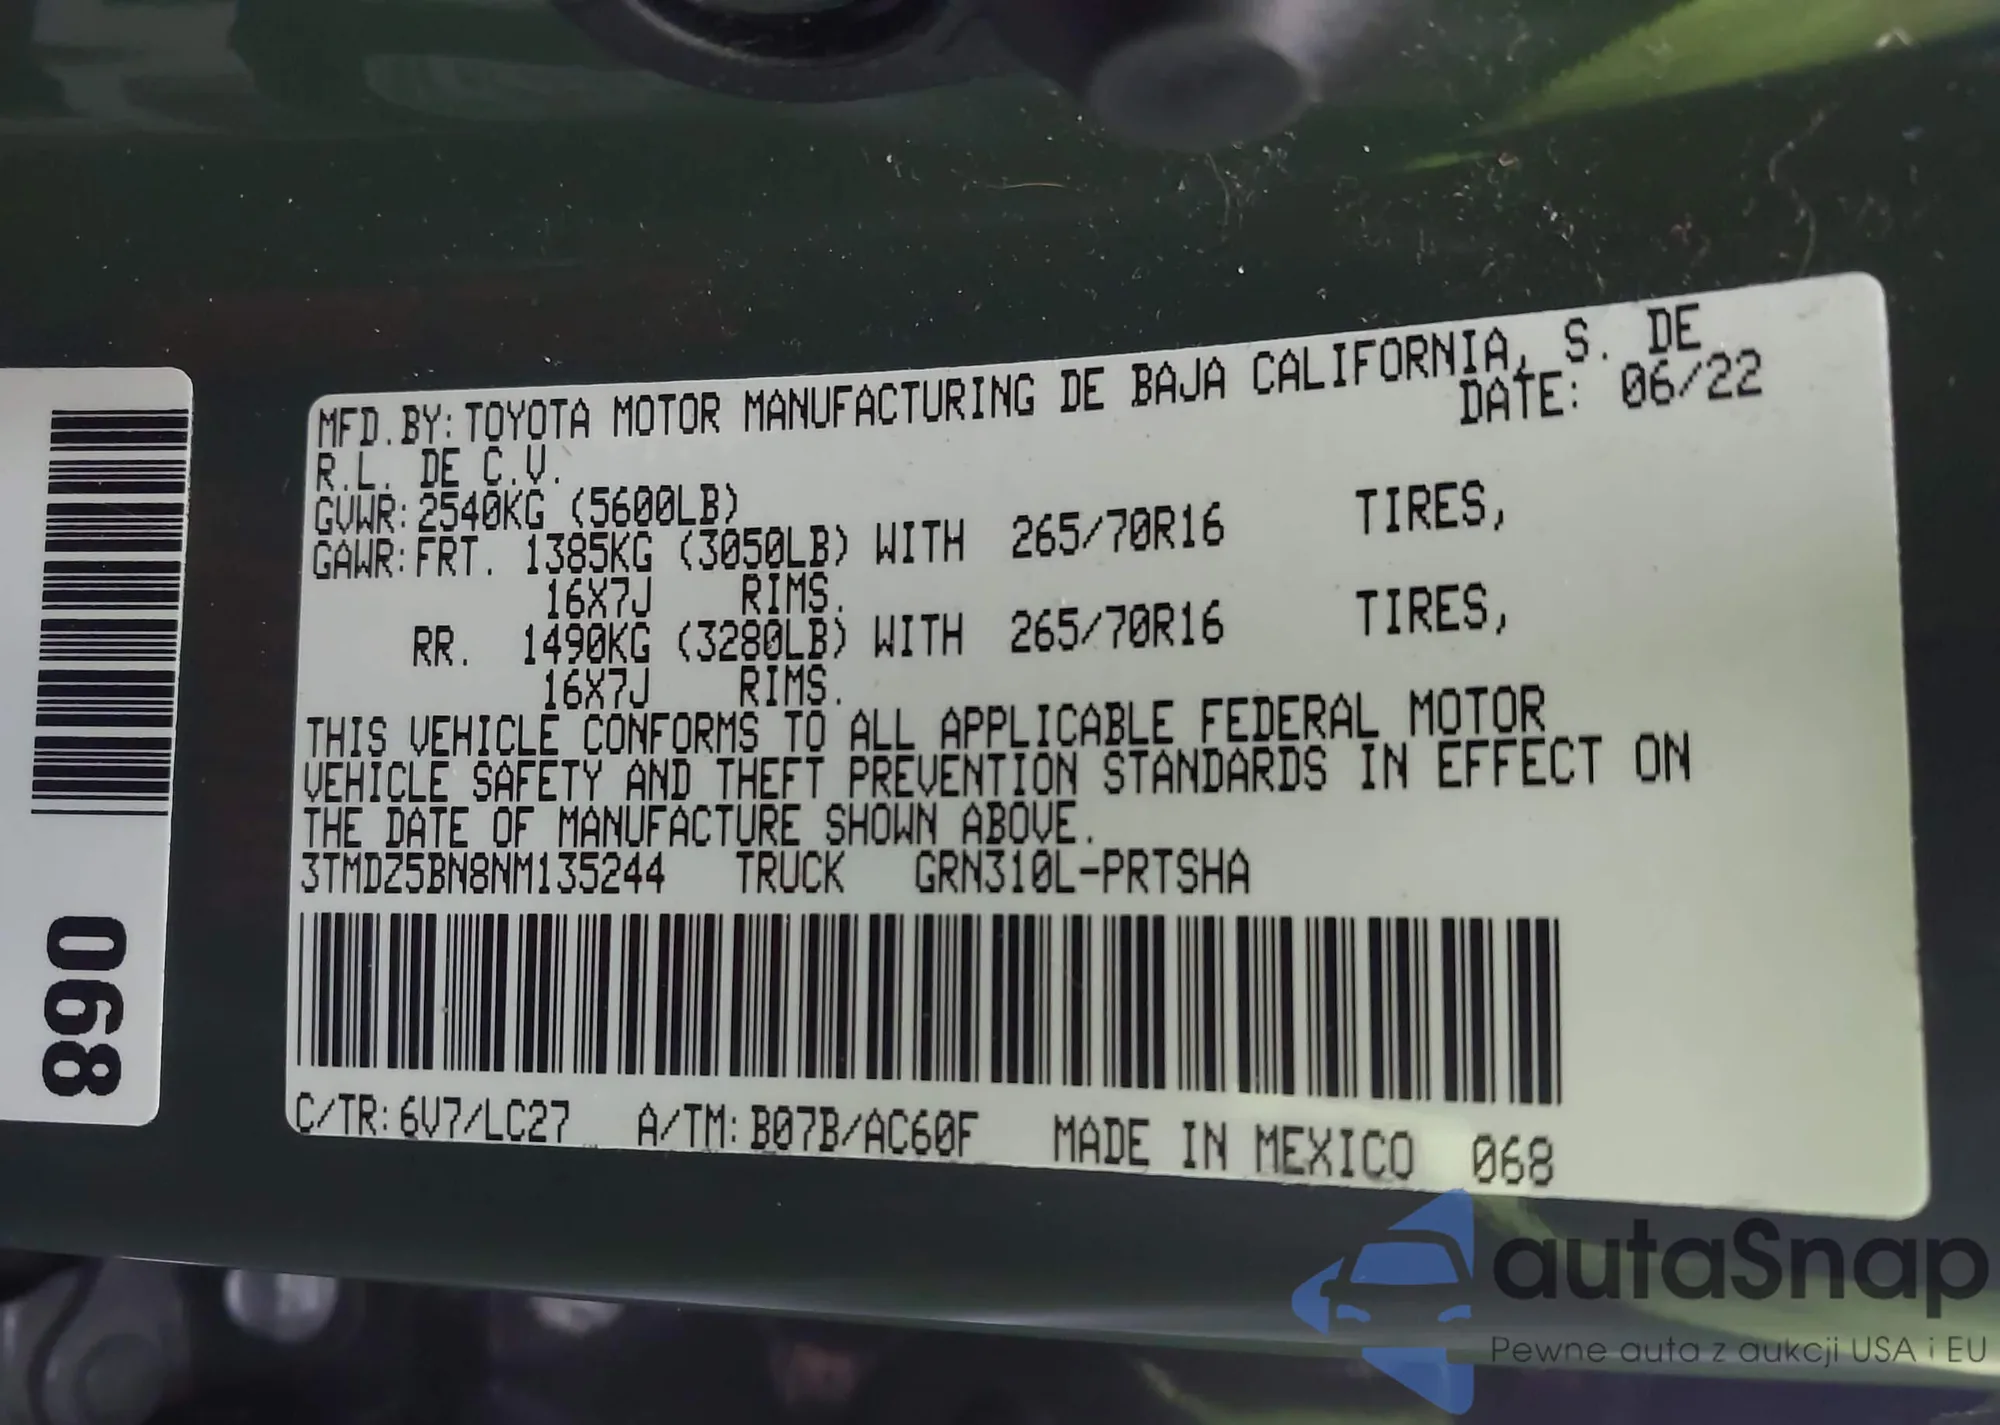 MFD.BY:TOYOTA MOTOR MANUFACTURING DE BAJA CALIFORNIA, S. DE
R.L. DE C.V. DATE: 06/22
GVWR:2540KG (5600LB)
GAWR:FRT. 1385KG (3050LB) WITH 265/70R16 TIRES,
16X7J RIMS.
RR. 1490KG (3280LB) WITH 265/70R16 TIRES,
16X7J RIMS.
THIS VEHICLE CONFORMS TO ALL APPLICABLE FEDERAL MOTOR
VEHICLE SAFETY AND THEFT PREVENTION STANDARDS IN EFFECT ON
THE DATE OF MANUFACTURE SHOWN ABOVE.
3TMDZ5BN8NM135244 TRUCK GRN310L-PRTSHA
C/TR:6V7/LC27 A/TM:B07B/AC60F MADE IN MEXICO 068
890
autaSnap
Pewne auta z aukcji USA i EU